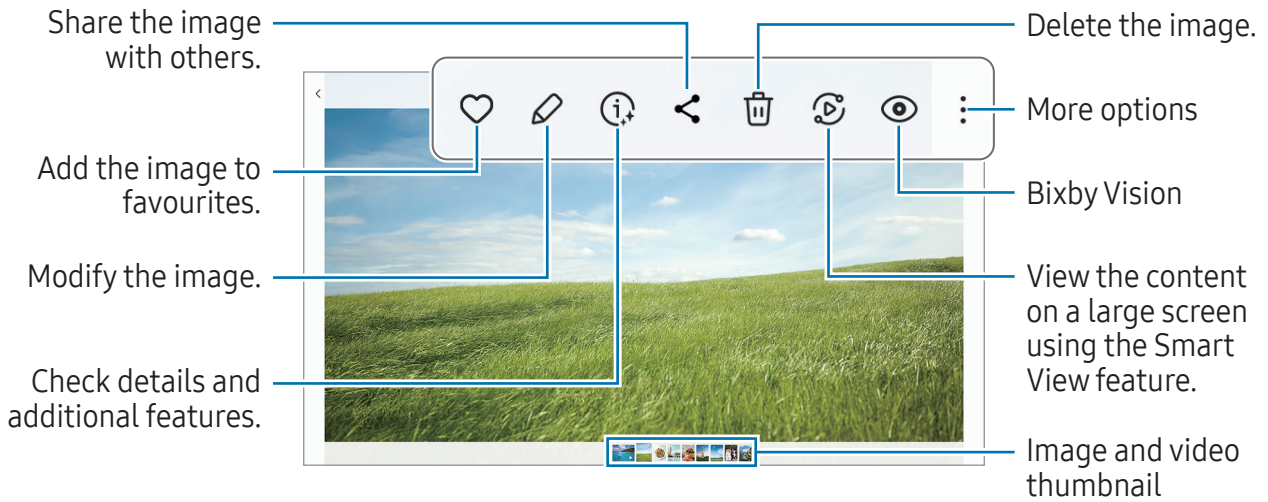 Share the image
with others.
Add the image to
favourites.
Modify the image.
Check details and
additional features.
Delete the image.
More options
Bixby Vision
View the content
on a large screen
using the Smart
View feature.
Image and video
thumbnail